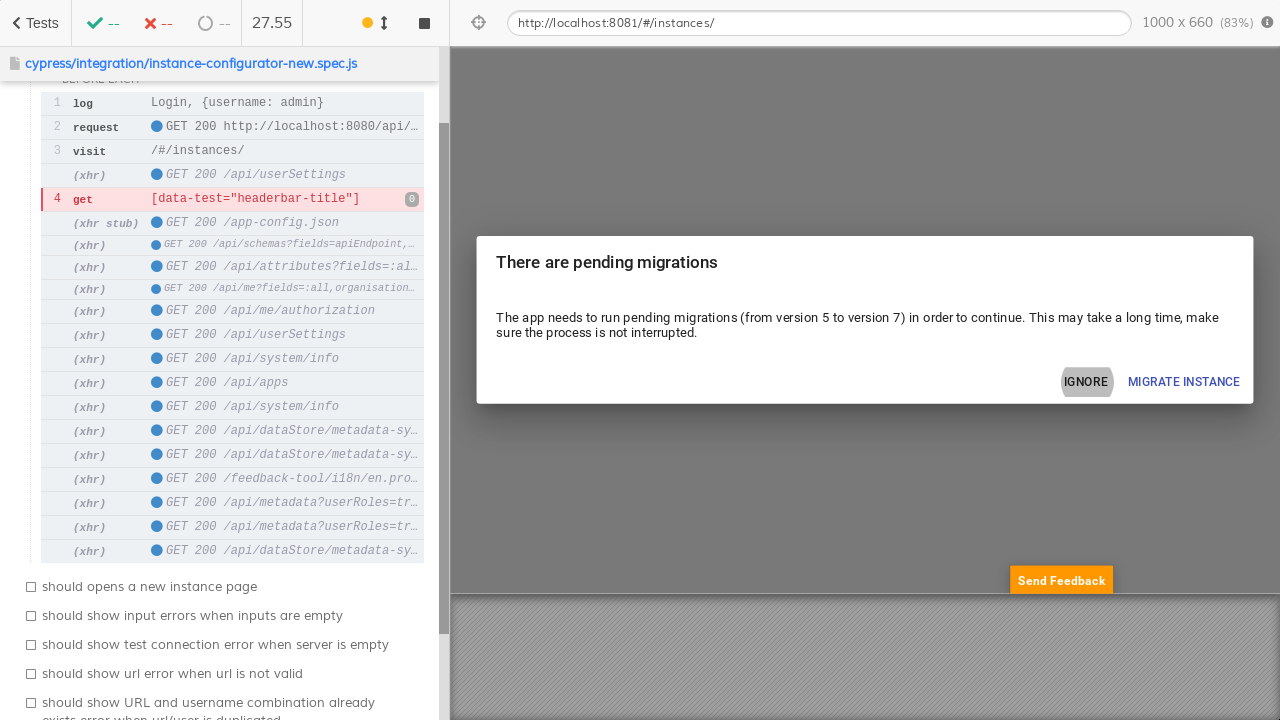 Tests
--
--
--
27.55
http://localhost:8081/#/instances/
1000 x 660 (83%)
cypress/integration/instance-configurator-new.spec.js
BEFORE EACH
1 log Login, {username: admin}
2 request GET 200 http://localhost:8080/api/…
3 visit /#/instances/
(xhr) GET 200 /api/userSettings
4 get [data-test="headerbar-title"] 0
(xhr stub) GET 200 /app-config.json
(xhr) GET 200 /api/schemas?fields=apiEndpoint,…
(xhr) GET 200 /api/attributes?fields=:al…
(xhr) GET 200 /api/me?fields=:all,organisation…
(xhr) GET 200 /api/me/authorization
(xhr) GET 200 /api/userSettings
(xhr) GET 200 /api/system/info
(xhr) GET 200 /api/apps
(xhr) GET 200 /api/system/info
(xhr) GET 200 /api/dataStore/metadata-sy…
(xhr) GET 200 /api/dataStore/metadata-sy…
(xhr) GET 200 /feedback-tool/i18n/en.pro…
(xhr) GET 200 /api/metadata?userRoles=tr…
(xhr) GET 200 /api/metadata?userRoles=tr…
(xhr) GET 200 /api/dataStore/metadata-sy…
should opens a new instance page
should show input errors when inputs are empty
should show test connection error when server is empty
should show url error when url is not valid
should show URL and username combination already
exists error when url/user is duplicated
There are pending migrations
The app needs to run pending migrations (from version 5 to version 7) in order to continue. This may take a long time, make
sure the process is not interrupted.
IGNORE
MIGRATE INSTANCE
Send Feedback